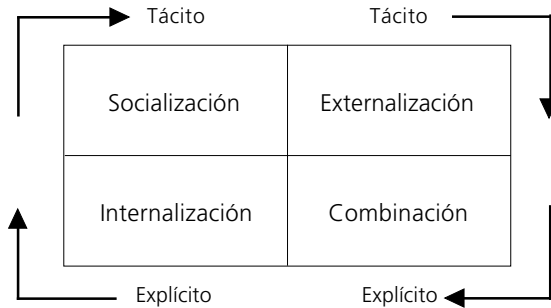 Tácito Tácito
Socialización Externalización
Internalización Combinación
Explícito Explícito